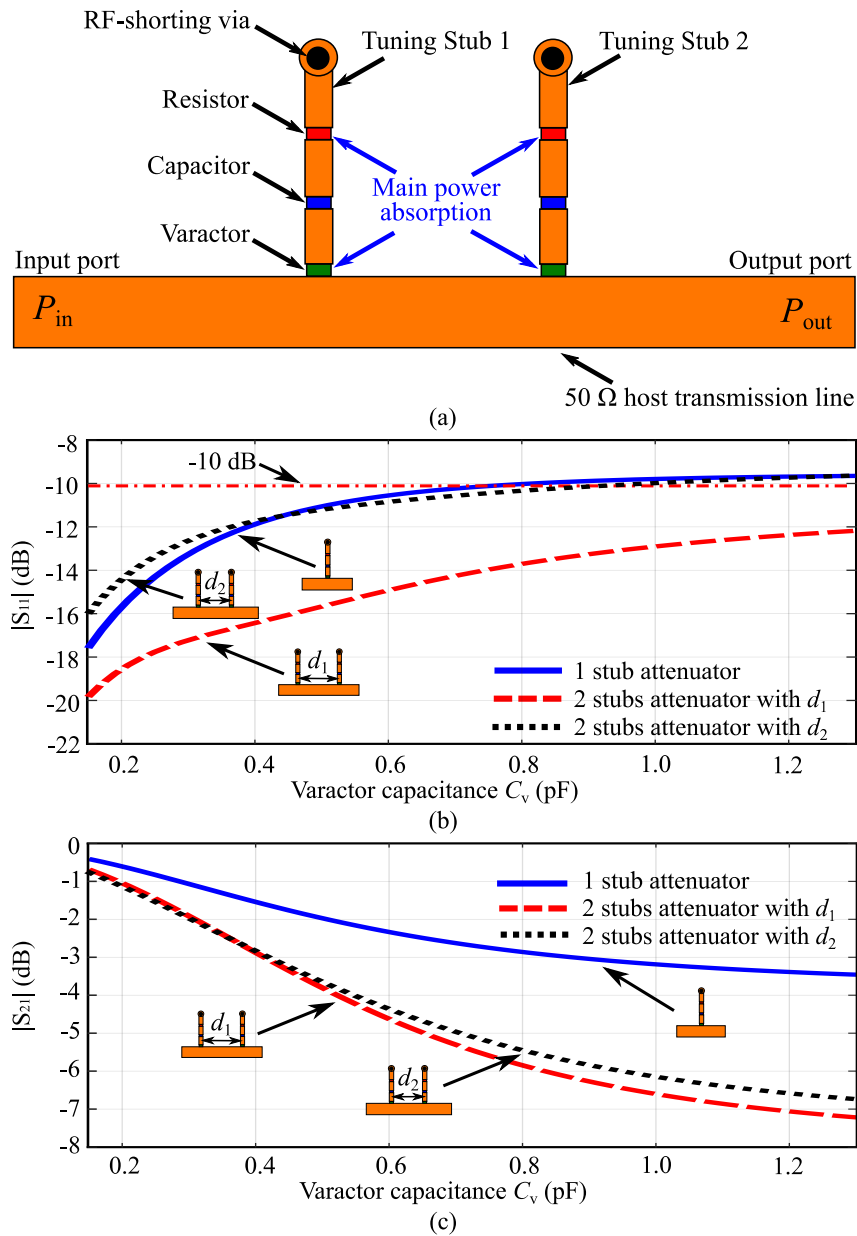 RF-shorting via
Tuning Stub 1
Tuning Stub 2
Resistor
Capacitor
Varactor
Main power
absorption
Input port
Output port
Pin
Pout
50 Ω host transmission line
(a)
-8
-10
-12
-14
-16
-18
-20
-22
|S11| (dB)
-10 dB
d2
d1
1 stub attenuator
2 stubs attenuator with d1
2 stubs attenuator with d2
0.2 0.4 0.6 0.8 1.0 1.2
Varactor capacitance Cv (pF)
(b)
0
-1
-2
-3
-4
-5
-6
-7
-8
|S21| (dB)
1 stub attenuator
2 stubs attenuator with d1
2 stubs attenuator with d2
d1
d2
0.2 0.4 0.6 0.8 1.0 1.2
Varactor capacitance Cv (pF)
(c)